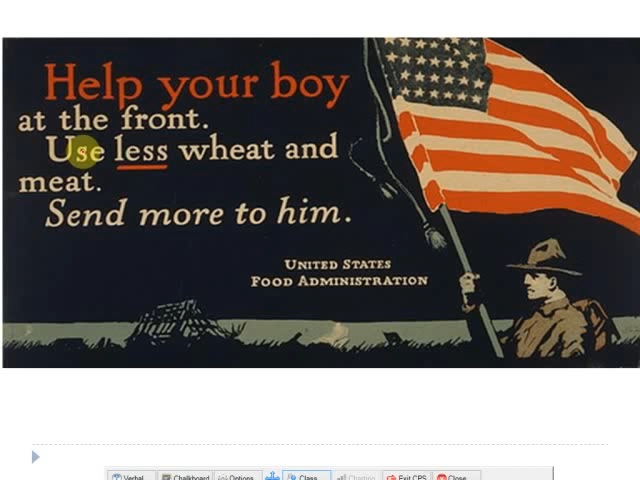 Help your boy
at the front.
Use less wheat and
meat.
Send more to him.
UNITED STATES
FOOD ADMINISTRATION
Verbal Chalkboard Options Class Charting Exit CPS Close